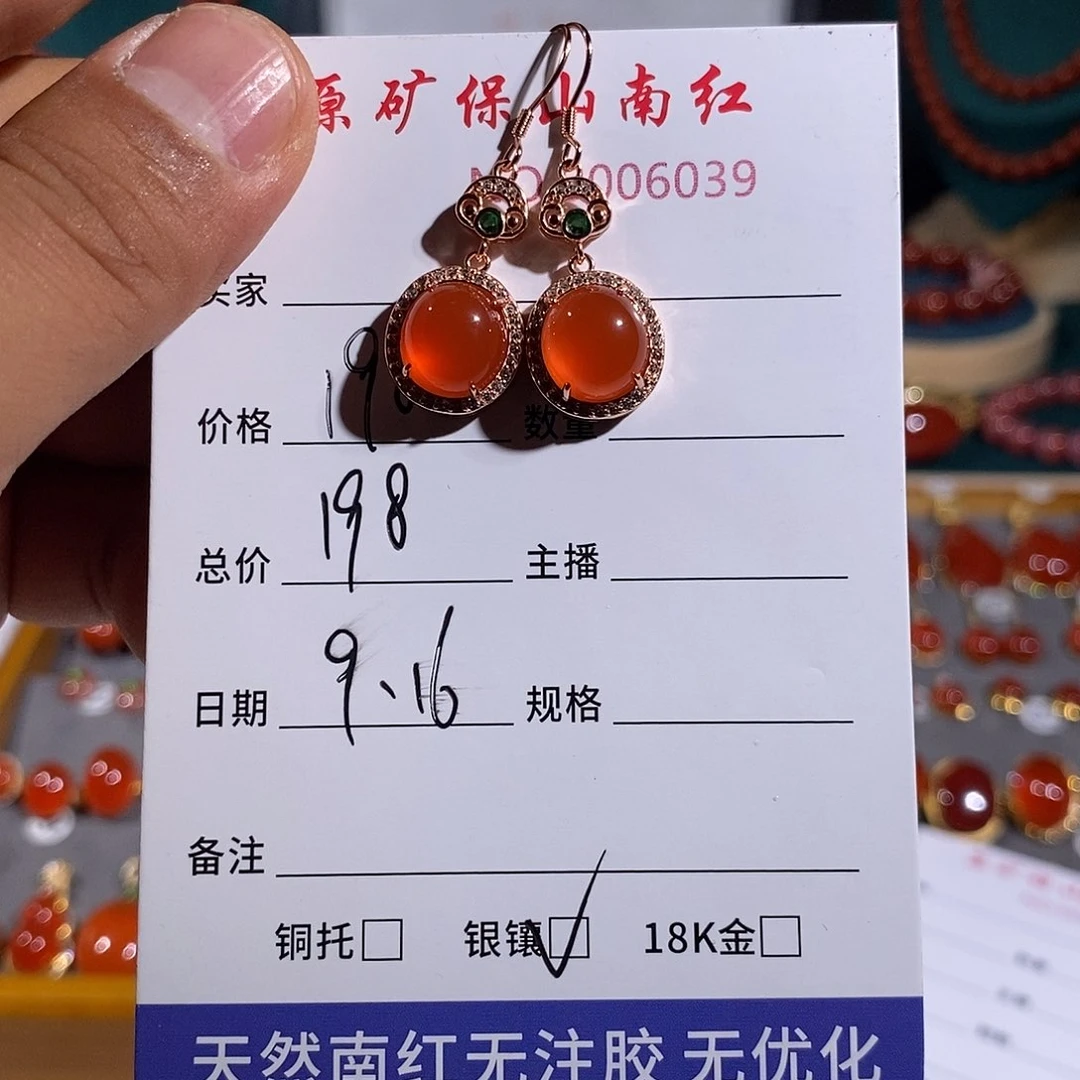 原矿保山南红
NO 006039
买家
价格 19 数量
总价 198 主播
日期 9、16 规格
备注
铜托□ 银镶☑ 18K金□
天然南红无注胶 无优化